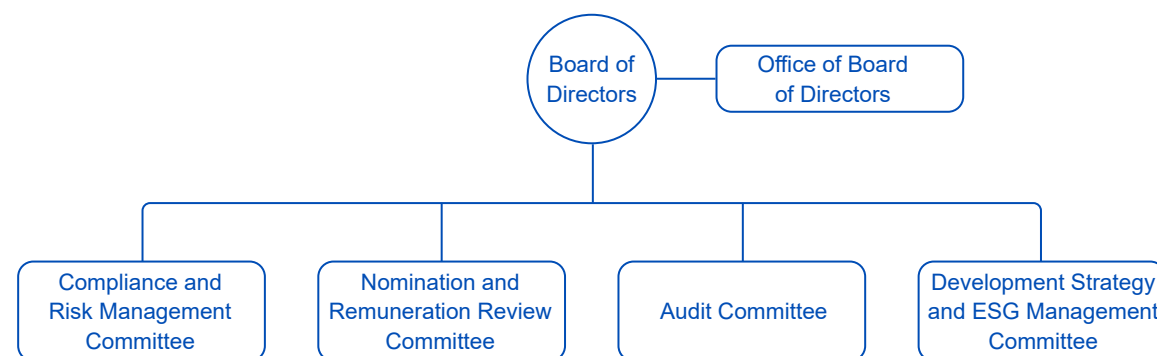 Board of
Directors
Office of Board
of Directors
Compliance and
Risk Management
Committee
Nomination and
Remuneration Review
Committee
Audit Committee
Development Strategy
and ESG Management
Committee